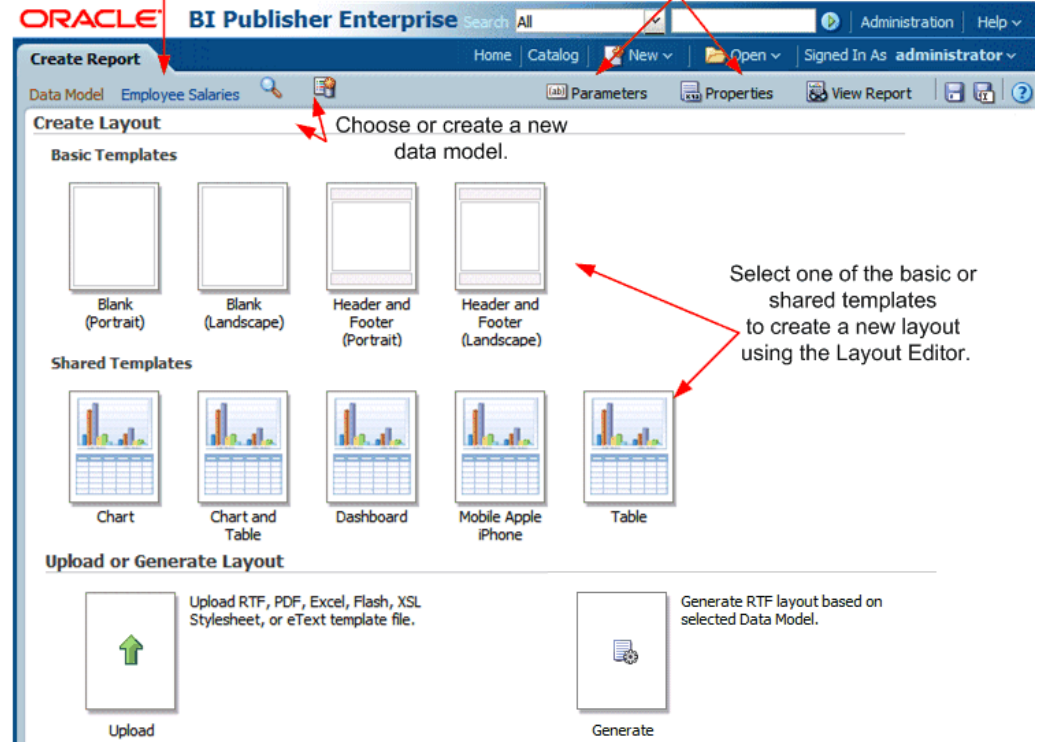 ORACLE BI Publisher Enterprise Search All Administration Help
Create Report Home Catalog New Open Signed In As administrator
Data Model Employee Salaries Parameters Properties View Report
Create Layout
Choose or create a new
data model.
Basic Templates
Blank
(Portrait)
Blank
(Landscape)
Header and
Footer
(Portrait)
Header and
Footer
(Landscape)
Select one of the basic or
shared templates
to create a new layout
using the Layout Editor.
Shared Templates
Chart
Chart and
Table
Dashboard
Mobile Apple
iPhone
Table
Upload or Generate Layout
Upload RTF, PDF, Excel, Flash, XSL
Stylesheet, or eText template file.
Upload
Generate RTF layout based on
selected Data Model.
Generate